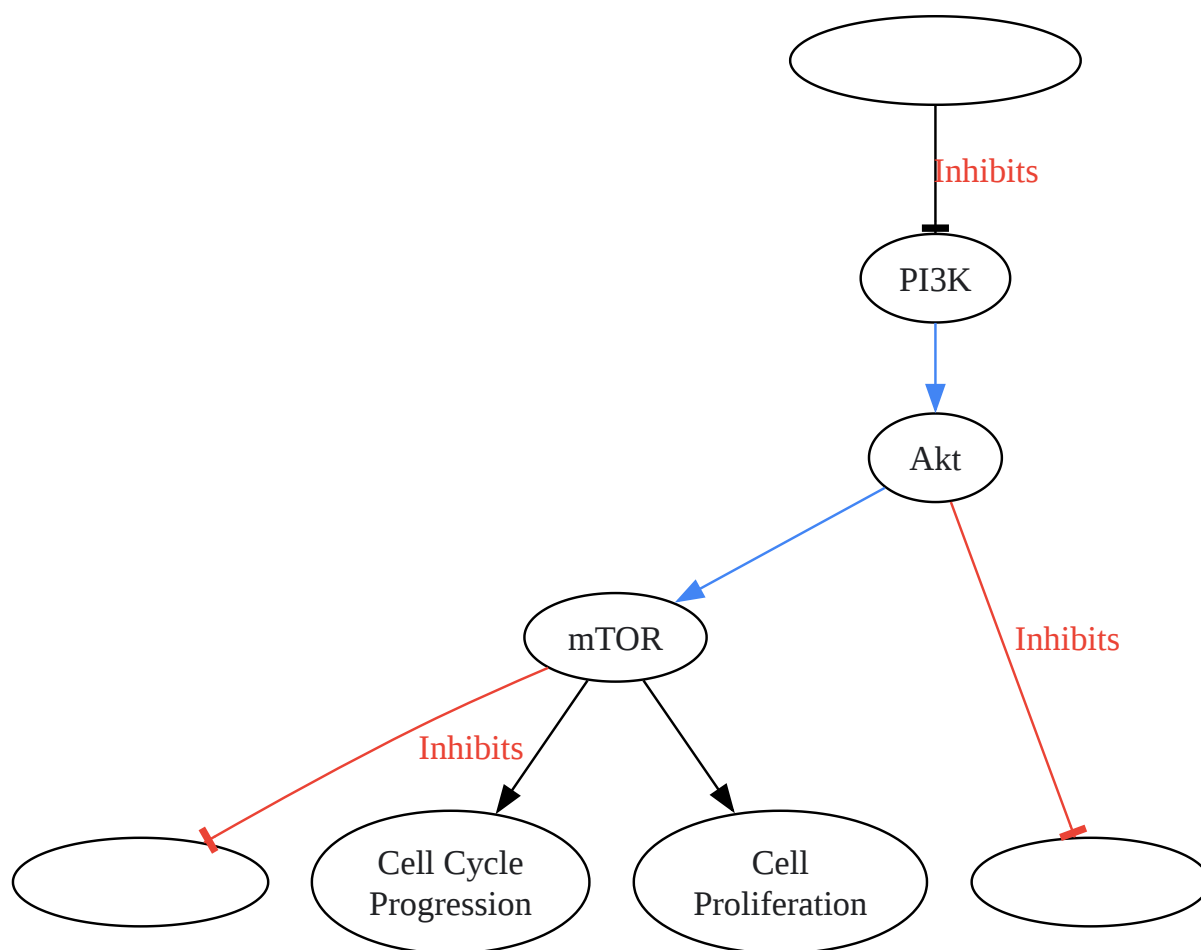 Inhibits
PI3K
Akt
mTOR
Inhibits
Inhibits
Cell Cycle
Progression
Cell
Proliferation